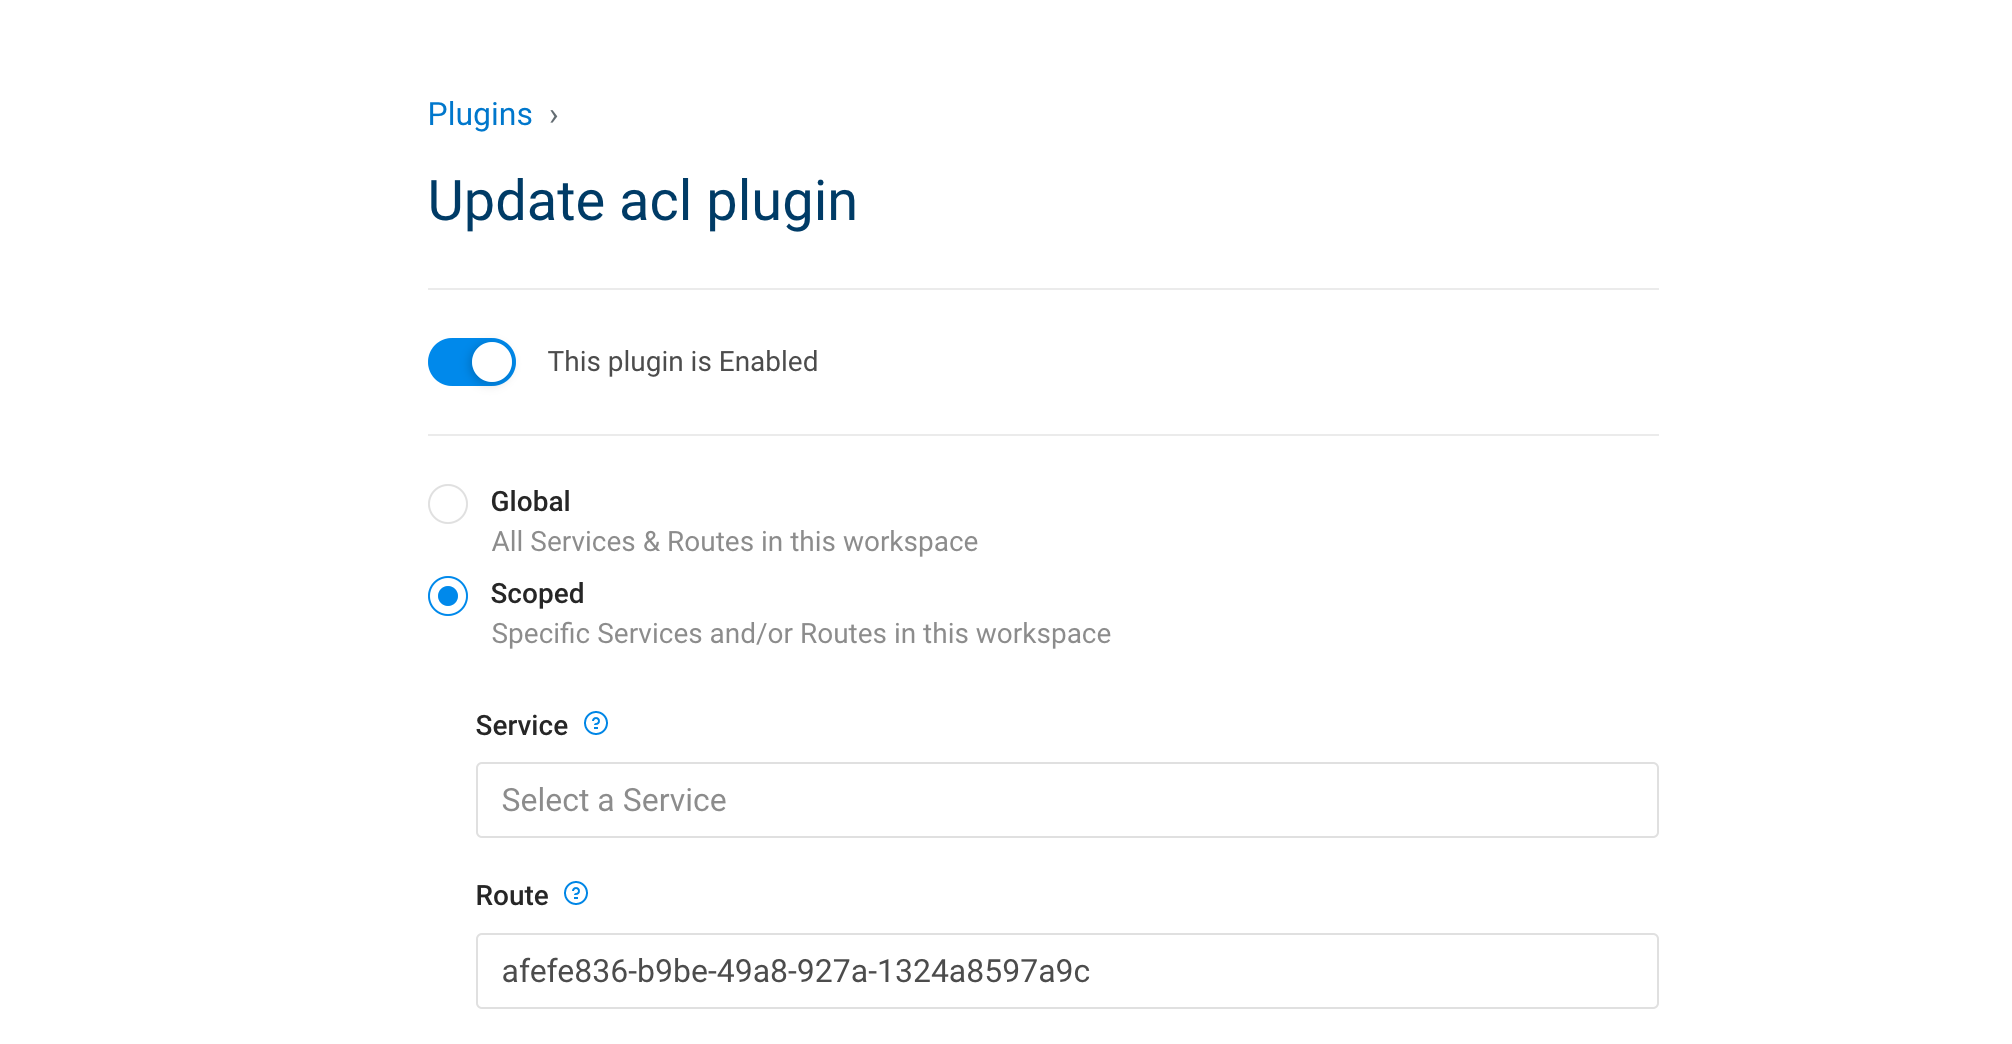 Plugins ›
Update acl plugin
This plugin is Enabled
Global
All Services & Routes in this workspace
Scoped
Specific Services and/or Routes in this workspace
Service ?
Select a Service
Route ?
afefe836-b9be-49a8-927a-1324a8597a9c